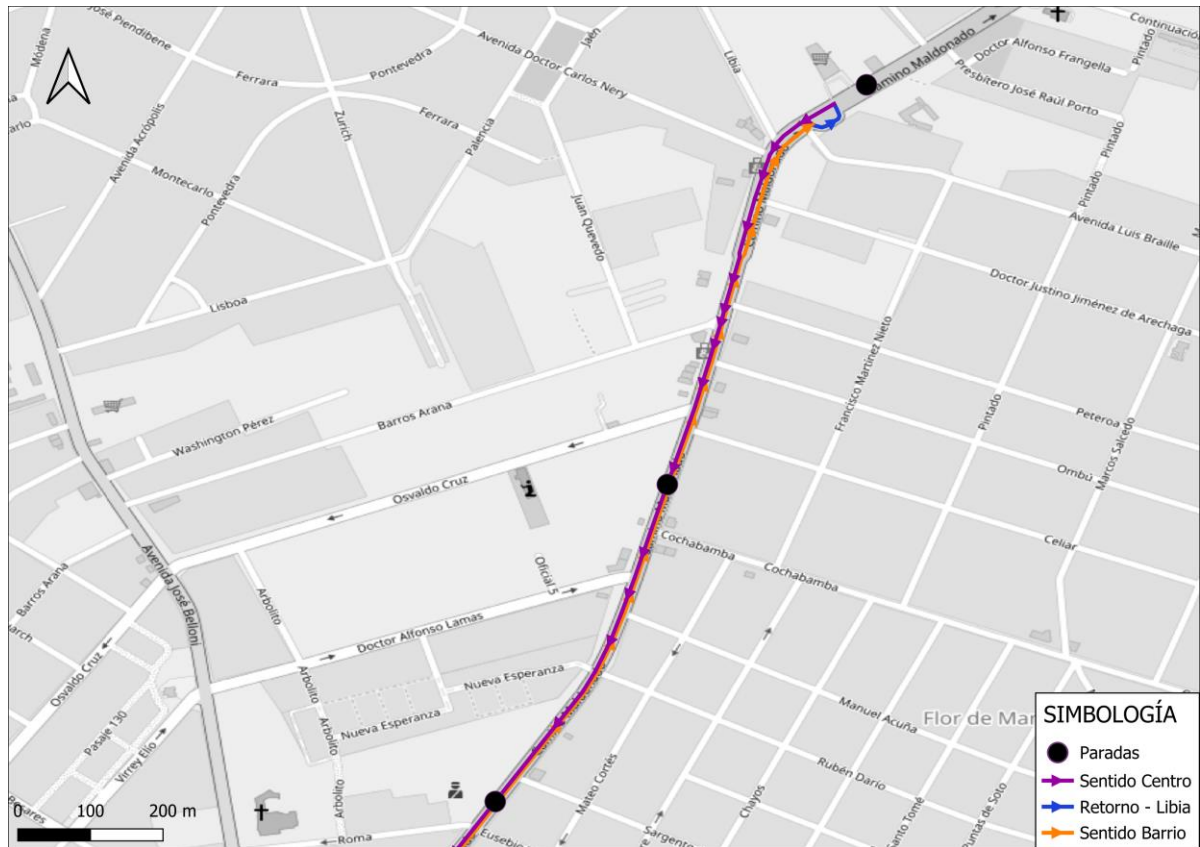 José Piendibene
Módena
Avenida Acrópolis
Ferrara
Pontevedra
Zurich
Jaén
Avenida Doctor Carlos Nery
Palencia
Ferrara
Libia
Camino Maldonado
Continuación
Doctor Alfonso Frangella
Pintado
Presbítero José Raúl Porto
Pintado
Montecarlo
Pontevedra
Juan Quevedo
Pintado
Avenida Luis Braille
Doctor Justino Jiménez de Arechaga
Lisboa
Francisco Martínez Nieto
Barros Arana
Washington Pérez
Peteroa
Pintado
Marcos Salcedo
Ombú
Osvaldo Cruz
Celiar
Cochabamba
Cochabamba
Oficial 5
Avenida José Belloni
Barros Arana
Arbolito
Doctor Alfonso Lamas
Osvaldo Cruz
Arbolito
Nueva Esperanza
Nueva Esperanza
Manuel Acuña
Flor de Mar
Pasaje 130
Virrey Elío
Arbolito
Rubén Darío
Mateo Cortés
Chayos
Santo Tomé
Puntas de Soto
Arbolito
Roma
Eusebio
Sargento
0 100 200 m
SIMBOLOGÍA
Paradas
Sentido Centro
Retorno - Libia
Sentido Barrio